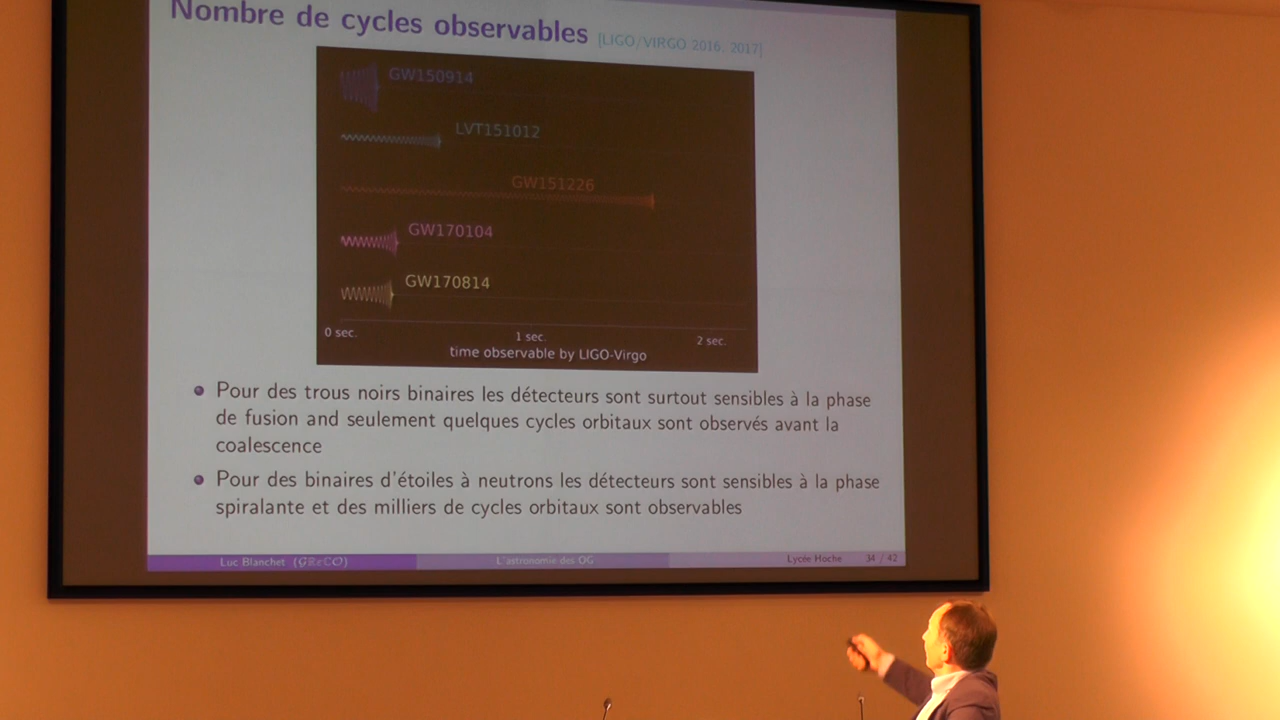 Nombre de cycles observables [LIGO/VIRGO 2016, 2017]
GW150914
LVT151012
GW151226
GW170104
GW170814
0 sec. 1 sec. 2 sec.
time observable by LIGO-Virgo
Pour des trous noirs binaires les détecteurs sont surtout sensibles à la phase
de fusion and seulement quelques cycles orbitaux sont observés avant la
coalescence
Pour des binaires d'étoiles à neutrons les détecteurs sont sensibles à la phase
spiralante et des milliers de cycles orbitaux sont observables
Luc Blanchet (GRεCO) L'astronomie des OG Lycée Hoche 34 / 42